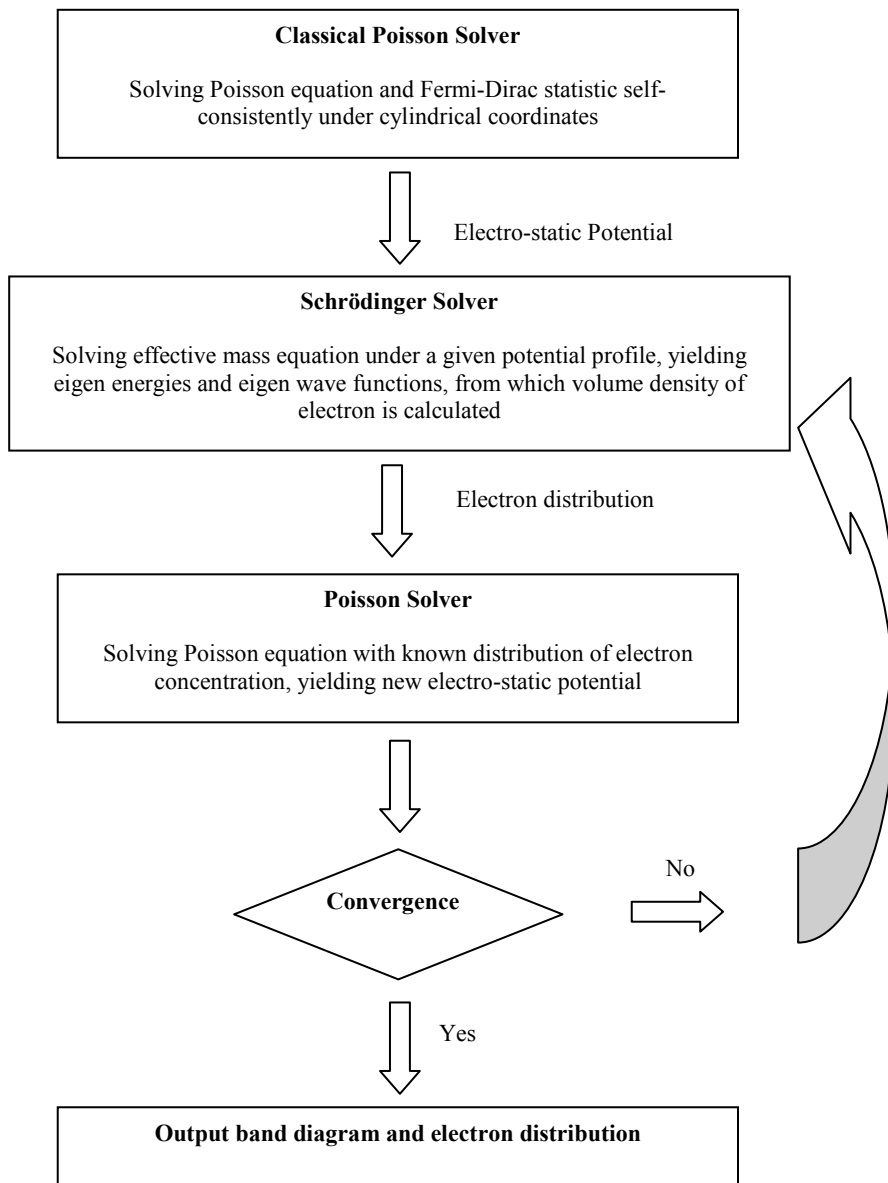 Classical Poisson Solver
Solving Poisson equation and Fermi-Dirac statistic self-
consistently under cylindrical coordinates
Electro-static Potential
Schrödinger Solver
Solving effective mass equation under a given potential profile, yielding
eigen energies and eigen wave functions, from which volume density of
electron is calculated
Electron distribution
Poisson Solver
Solving Poisson equation with known distribution of electron
concentration, yielding new electro-static potential
No
Convergence
Yes
Output band diagram and electron distribution